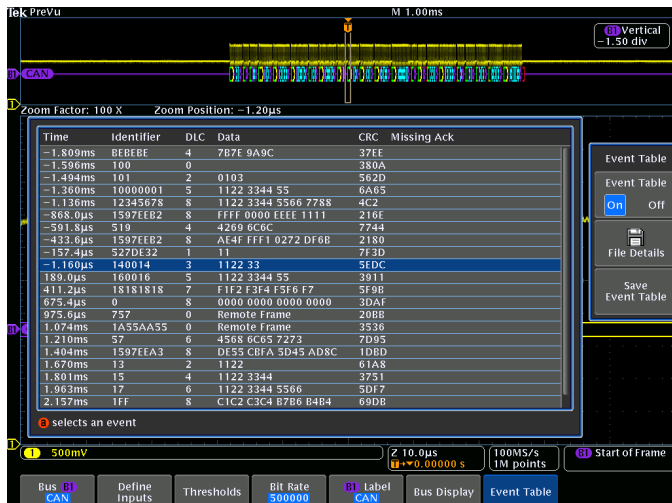 Tek PreVu M 1.00ms
T
B1 Vertical
-1.50 div
B1 CAN
1
Zoom Factor: 100 X Zoom Position: -1.20µs
Time Identifier DLC Data CRC Missing Ack
-1.809ms BEBEBE 4 7B7E 9A9C 37EE
-1.596ms 100 0 380A
-1.494ms 101 2 0103 562D
-1.360ms 10000001 5 1122 3344 55 6A65
-1.136ms 12345678 8 1122 3344 5566 7788 4C2
-868.0µs 1597EEB2 8 FFFF 0000 EEEE 1111 216E
-591.8µs 519 4 4269 6C6C 7744
-433.6µs 1597EEB2 8 AE4F FFF1 0272 DF6B 2180
-157.4µs 527DE32 1 11 7F3D
-1.160µs 140014 3 1122 33 5EDC
189.0µs 160016 5 1122 3344 55 3911
411.2µs 18181818 7 F1F2 F3F4 F5F6 F7 5F9B
675.4µs 0 8 0000 0000 0000 0000 3DAF
975.6µs 757 0 Remote Frame 20BB
1.074ms 1A55AA55 0 Remote Frame 3536
1.210ms 57 6 4568 6C65 7273 7D95
1.404ms 1597EEA3 8 DE55 CBFA 5D45 AD8C 1DBD
1.670ms 13 2 1122 61A8
1.801ms 15 4 1122 3344 3751
1.963ms 17 6 1122 3344 5566 5DF7
2.157ms 1FF 8 C1C2 C3C4 B7B6 B4B4 69DB
a selects an event
Event Table
Event Table
On Off
File Details
Save
Event Table
B1
1
1 500mV
Z 10.0µs
T→▼0.00000 s
100MS/s
1M points
B1 Start of Frame
Bus B1
CAN
Define
Inputs
Thresholds
Bit Rate
500000
B1 Label
CAN
Bus Display
Event Table